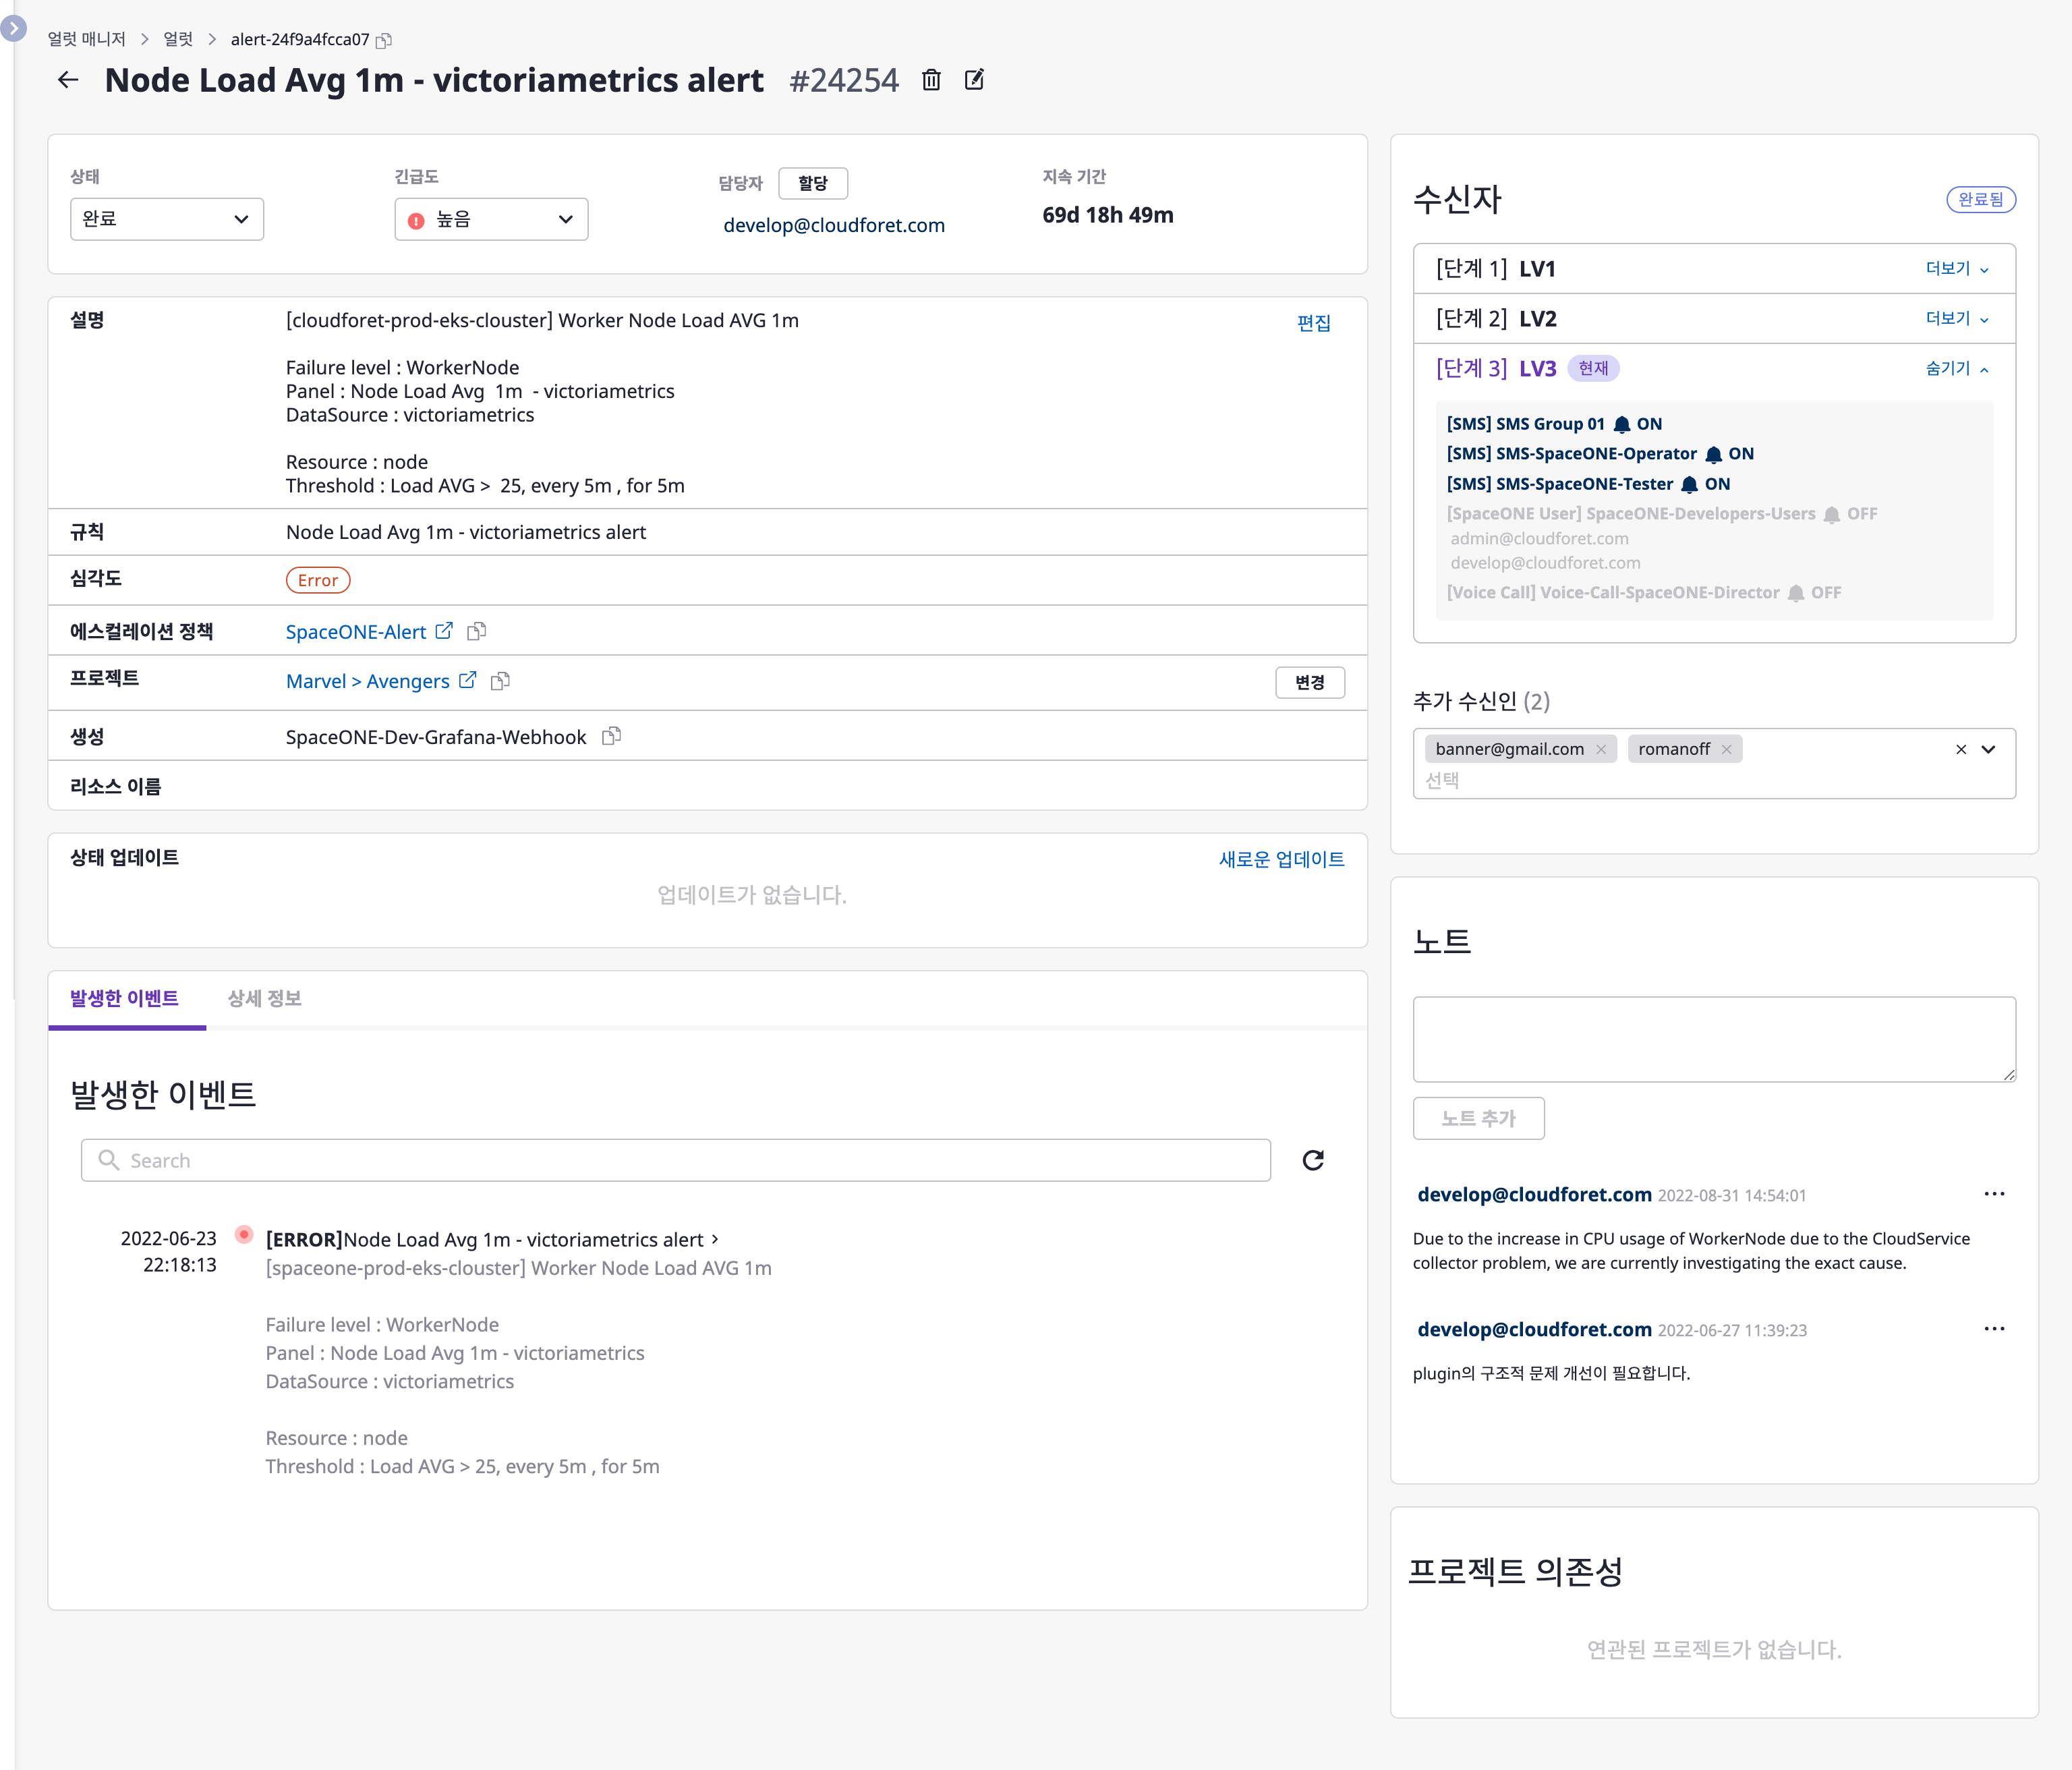 얼럿 매니저 > 얼럿 > alert-24f9a4fcca07
Node Load Avg 1m - victoriametrics alert #24254
상태
완료
긴급도
높음
담당자 할당
develop@cloudforet.com
지속 기간
69d 18h 49m
설명
[cloudforet-prod-eks-clouster] Worker Node Load AVG 1m
편집
Failure level : WorkerNode
Panel : Node Load Avg  1m  - victoriametrics
DataSource : victoriametrics
Resource : node
Threshold : Load AVG >  25, every 5m , for 5m
규칙 Node Load Avg 1m - victoriametrics alert
심각도 Error
에스컬레이션 정책 SpaceONE-Alert
프로젝트 Marvel > Avengers 변경
생성 SpaceONE-Dev-Grafana-Webhook
리소스 이름
상태 업데이트 새로운 업데이트
업데이트가 없습니다.
발생한 이벤트 상세 정보
발생한 이벤트
Search
2022-06-23
22:18:13
[ERROR]Node Load Avg 1m - victoriametrics alert >
[spaceone-prod-eks-clouster] Worker Node Load AVG 1m
Failure level : WorkerNode
Panel : Node Load Avg 1m - victoriametrics
DataSource : victoriametrics
Resource : node
Threshold : Load AVG > 25, every 5m , for 5m
수신자 완료됨
[단계 1] LV1 더보기
[단계 2] LV2 더보기
[단계 3] LV3 현재 숨기기
[SMS] SMS Group 01 ON
[SMS] SMS-SpaceONE-Operator ON
[SMS] SMS-SpaceONE-Tester ON
[SpaceONE User] SpaceONE-Developers-Users OFF
admin@cloudforet.com
develop@cloudforet.com
[Voice Call] Voice-Call-SpaceONE-Director OFF
추가 수신인 (2)
banner@gmail.com × romanoff ×
선택
노트
노트 추가
develop@cloudforet.com 2022-08-31 14:54:01
Due to the increase in CPU usage of WorkerNode due to the CloudService
collector problem, we are currently investigating the exact cause.
develop@cloudforet.com 2022-06-27 11:39:23
plugin의 구조적 문제 개선이 필요합니다.
프로젝트 의존성
연관된 프로젝트가 없습니다.